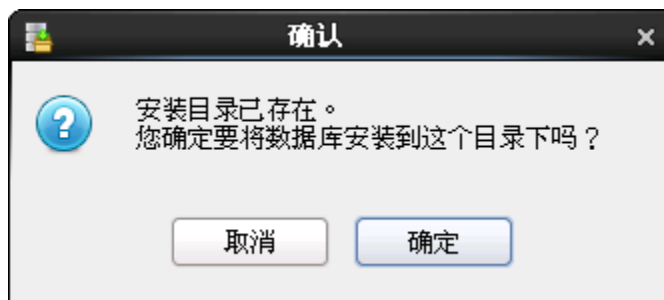 确认
安装目录已存在。
您确定要将数据库安装到这个目录下吗？
取消
确定